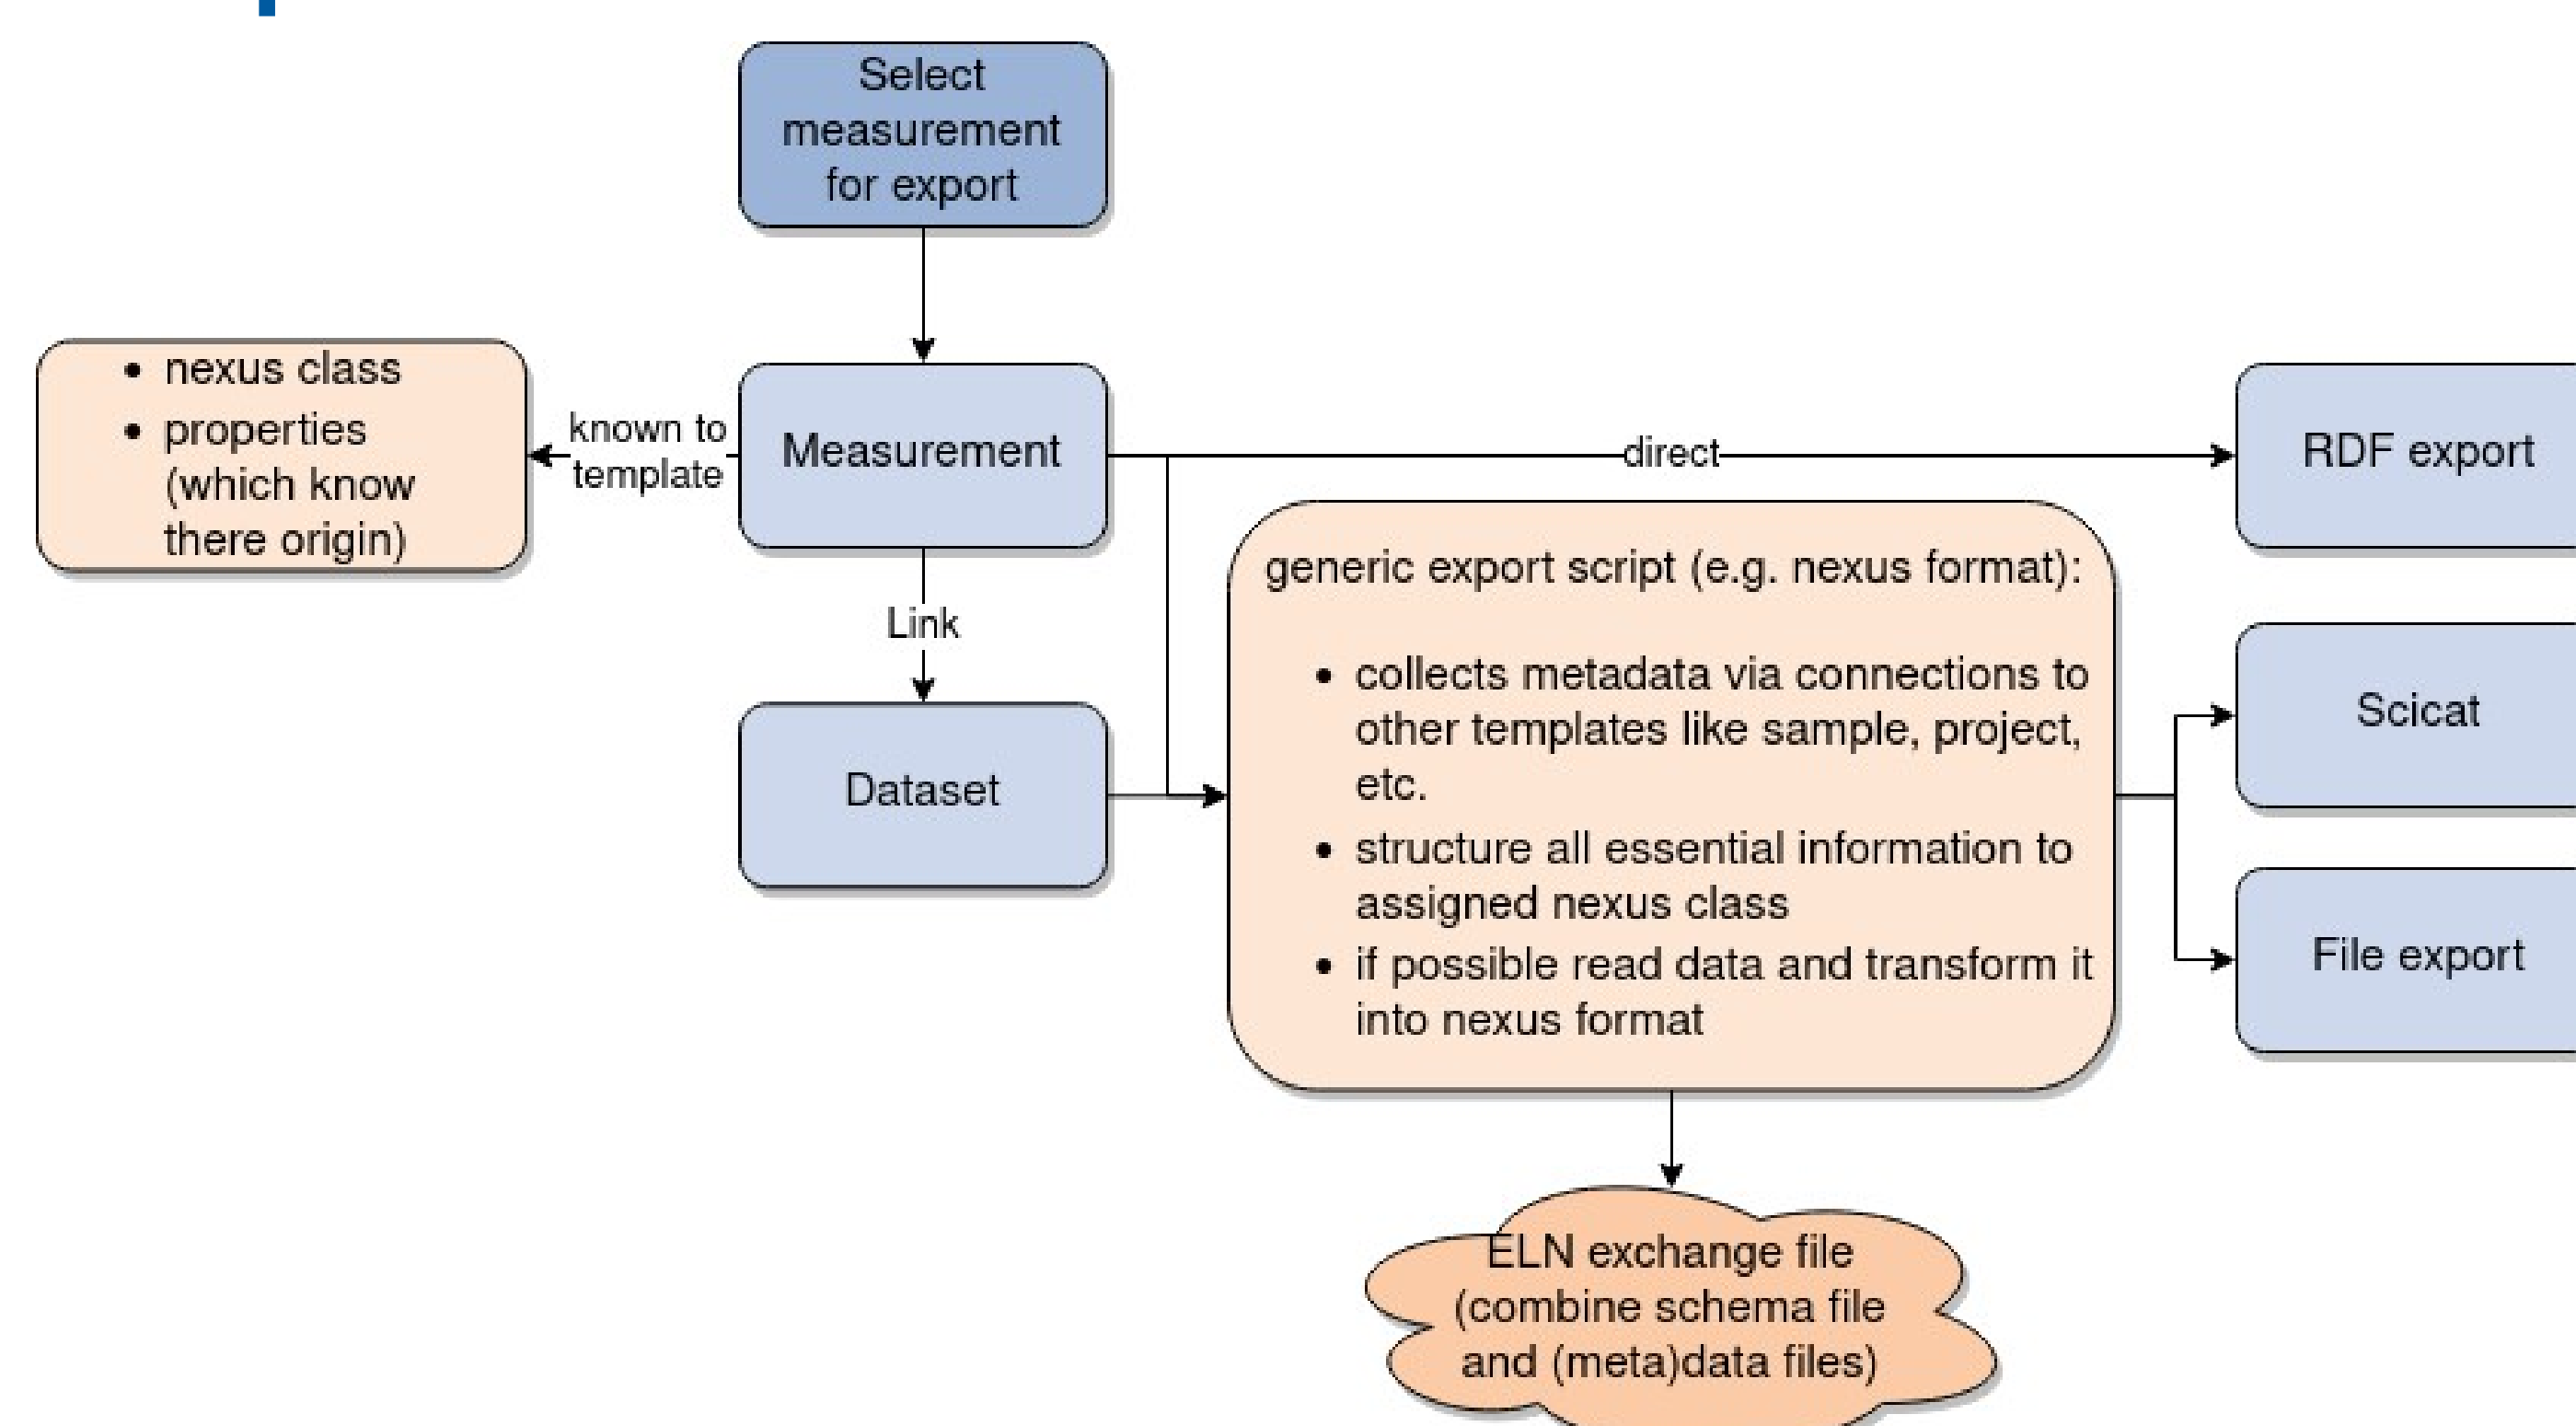 Select
measurement
for export
• nexus class
• properties
(which know
there origin)
known to
template
Measurement
direct
RDF export
Link
generic export script (e.g. nexus format):
• collects metadata via connections to
other templates like sample, project,
etc.
• structure all essential information to
assigned nexus class
• if possible read data and transform it
into nexus format
Dataset
Scicat
File export
ELN exchange file
(combine schema file
and (meta)data files)